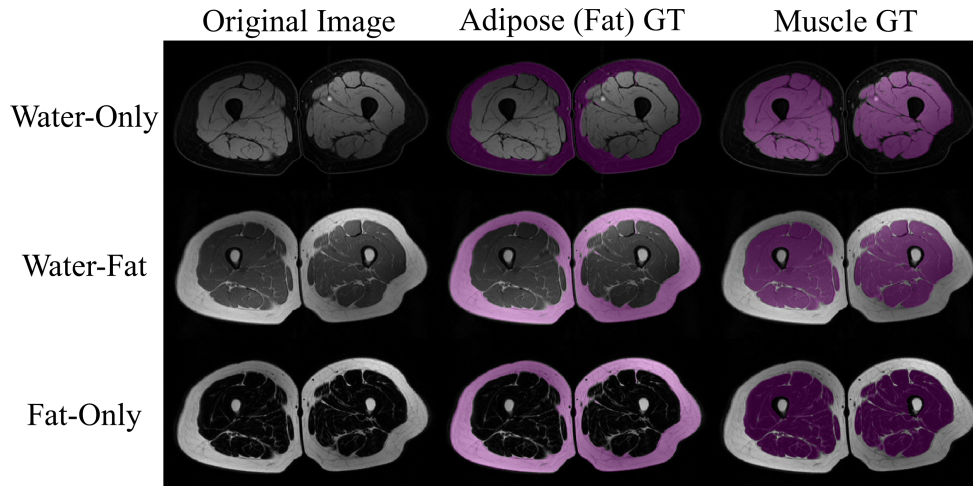 Original Image Adipose (Fat) GT Muscle GT
Water-Only
Water-Fat
Fat-Only